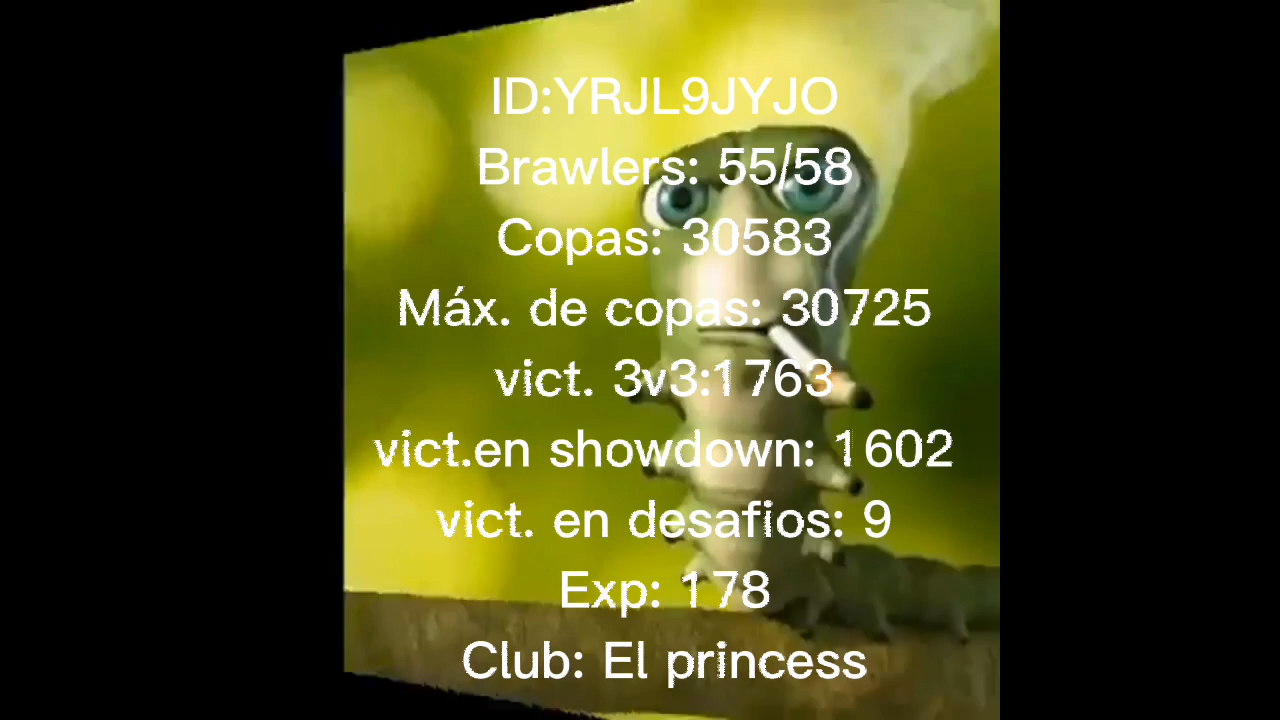 ID:YRJL9JYJO
Brawlers: 55/58
Copas: 30583
Máx. de copas: 30725
vict. 3v3:1763
vict.en showdown: 1602
vict. en desafios: 9
Exp: 178
Club: El princess